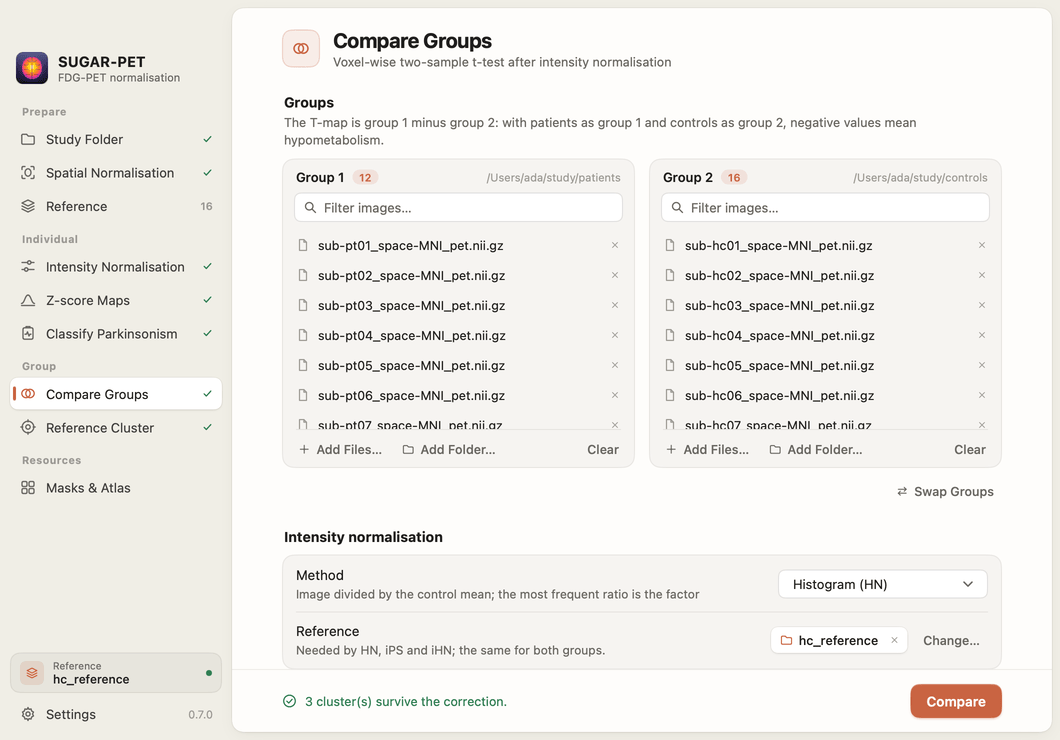 SUGAR-PET
FDG-PET normalisation
Prepare
Study Folder
Spatial Normalisation
Reference 16
Individual
Intensity Normalisation
Z-score Maps
Classify Parkinsonism
Group
Compare Groups
Reference Cluster
Resources
Masks & Atlas
Reference
hc_reference
Settings 0.7.0
Compare Groups
Voxel-wise two-sample t-test after intensity normalisation
Groups
The T-map is group 1 minus group 2: with patients as group 1 and controls as group 2, negative values mean
hypometabolism.
Group 1 12 /Users/ada/study/patients
Filter images...
sub-pt01_space-MNI_pet.nii.gz
sub-pt02_space-MNI_pet.nii.gz
sub-pt03_space-MNI_pet.nii.gz
sub-pt04_space-MNI_pet.nii.gz
sub-pt05_space-MNI_pet.nii.gz
sub-pt06_space-MNI_pet.nii.gz
sub-pt07_space-MNI_pet.nii.gz
Add Files... Add Folder... Clear
Group 2 16 /Users/ada/study/controls
Filter images...
sub-hc01_space-MNI_pet.nii.gz
sub-hc02_space-MNI_pet.nii.gz
sub-hc03_space-MNI_pet.nii.gz
sub-hc04_space-MNI_pet.nii.gz
sub-hc05_space-MNI_pet.nii.gz
sub-hc06_space-MNI_pet.nii.gz
sub-hc07_space-MNI_pet.nii.gz
Add Files... Add Folder... Clear
Swap Groups
Intensity normalisation
Method
Image divided by the control mean; the most frequent ratio is the factor
Histogram (HN)
Reference
Needed by HN, iPS and iHN; the same for both groups.
hc_reference Change...
3 cluster(s) survive the correction.
Compare